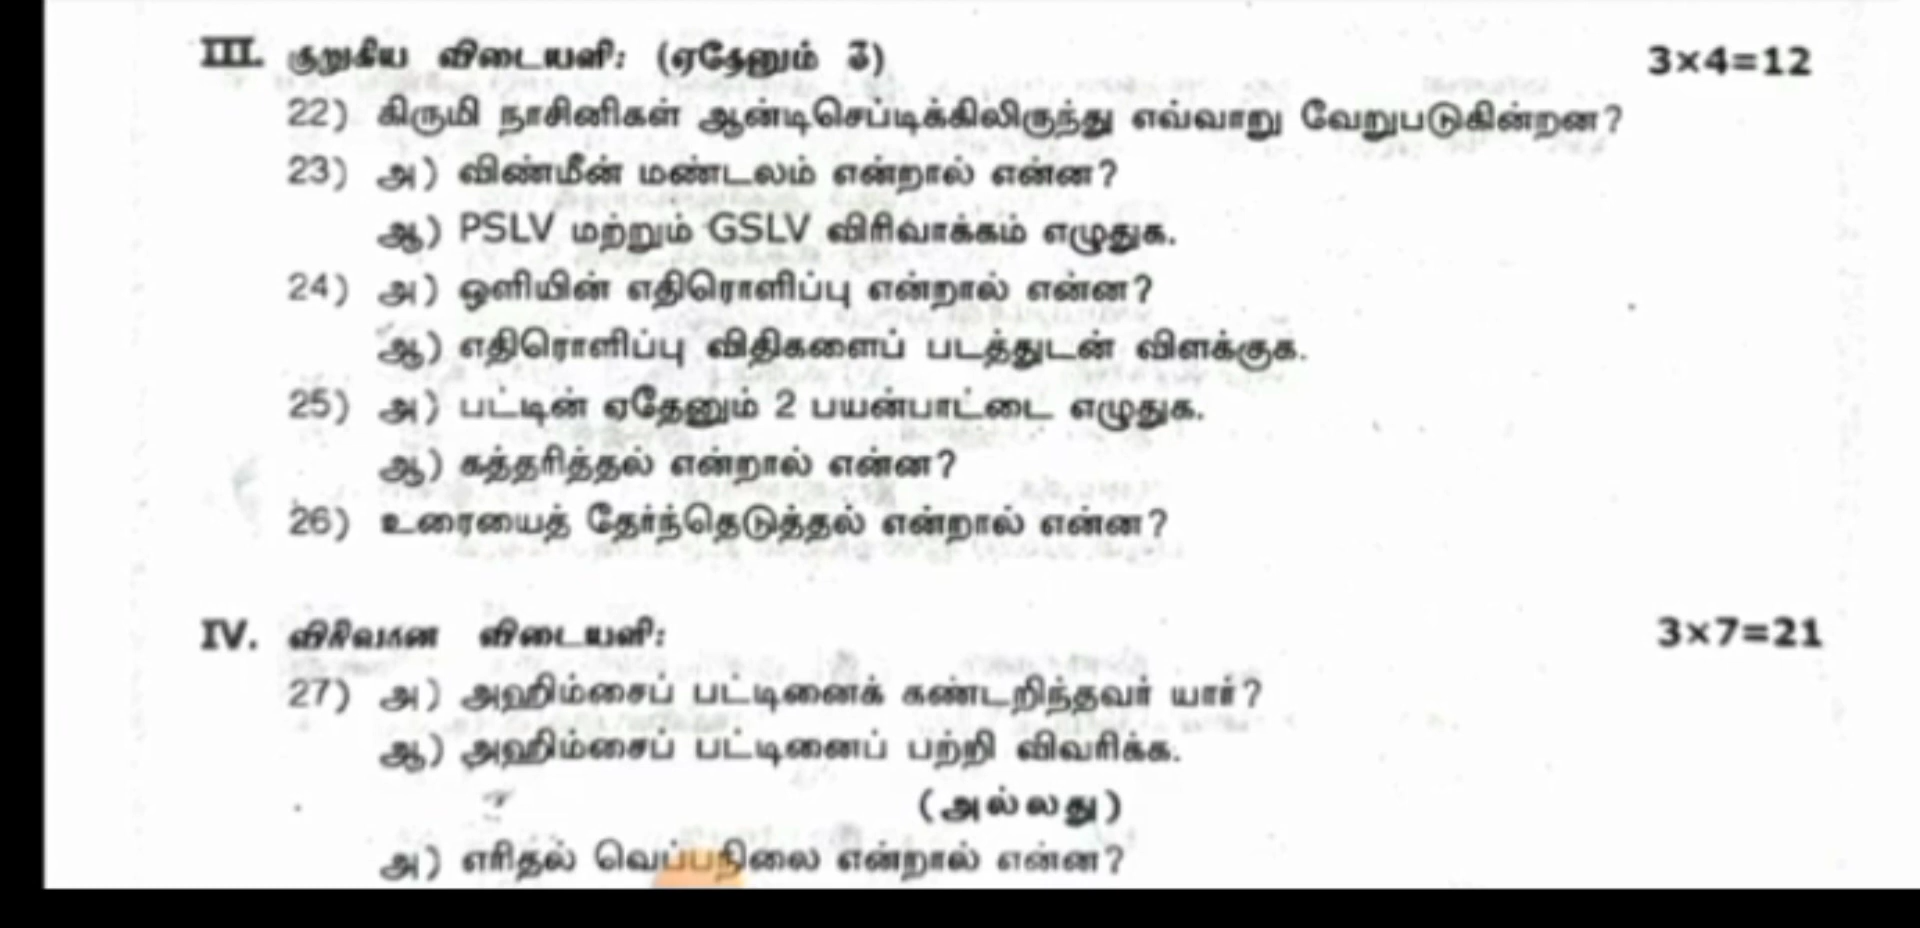 III. குறுகிய விடையளி: (ஏதேனும் 3) 3×4=12
22) கிருமி நாசினிகள் ஆன்டிசெப்டிக்கிலிருந்து எவ்வாறு வேறுபடுகின்றன?
23) அ) விண்மீன் மண்டலம் என்றால் என்ன?
ஆ) PSLV மற்றும் GSLV விரிவாக்கம் எழுதுக.
24) அ) ஒளியின் எதிரொளிப்பு என்றால் என்ன?
ஆ) எதிரொளிப்பு விதிகளைப் படத்துடன் விளக்குக.
25) அ) பட்டின் ஏதேனும் 2 பயன்பாட்டை எழுதுக.
ஆ) கத்தரித்தல் என்றால் என்ன?
26) உரையைத் தேர்ந்தெடுத்தல் என்றால் என்ன?
IV. விரிவான விடையளி: 3×7=21
27) அ) அஹிம்சைப் பட்டினைக் கண்டறிந்தவர் யார்?
ஆ) அஹிம்சைப் பட்டினைப் பற்றி விவரிக்க.
(அல்லது)
அ) எரிதல் வெப்பநிலை என்றால் என்ன?